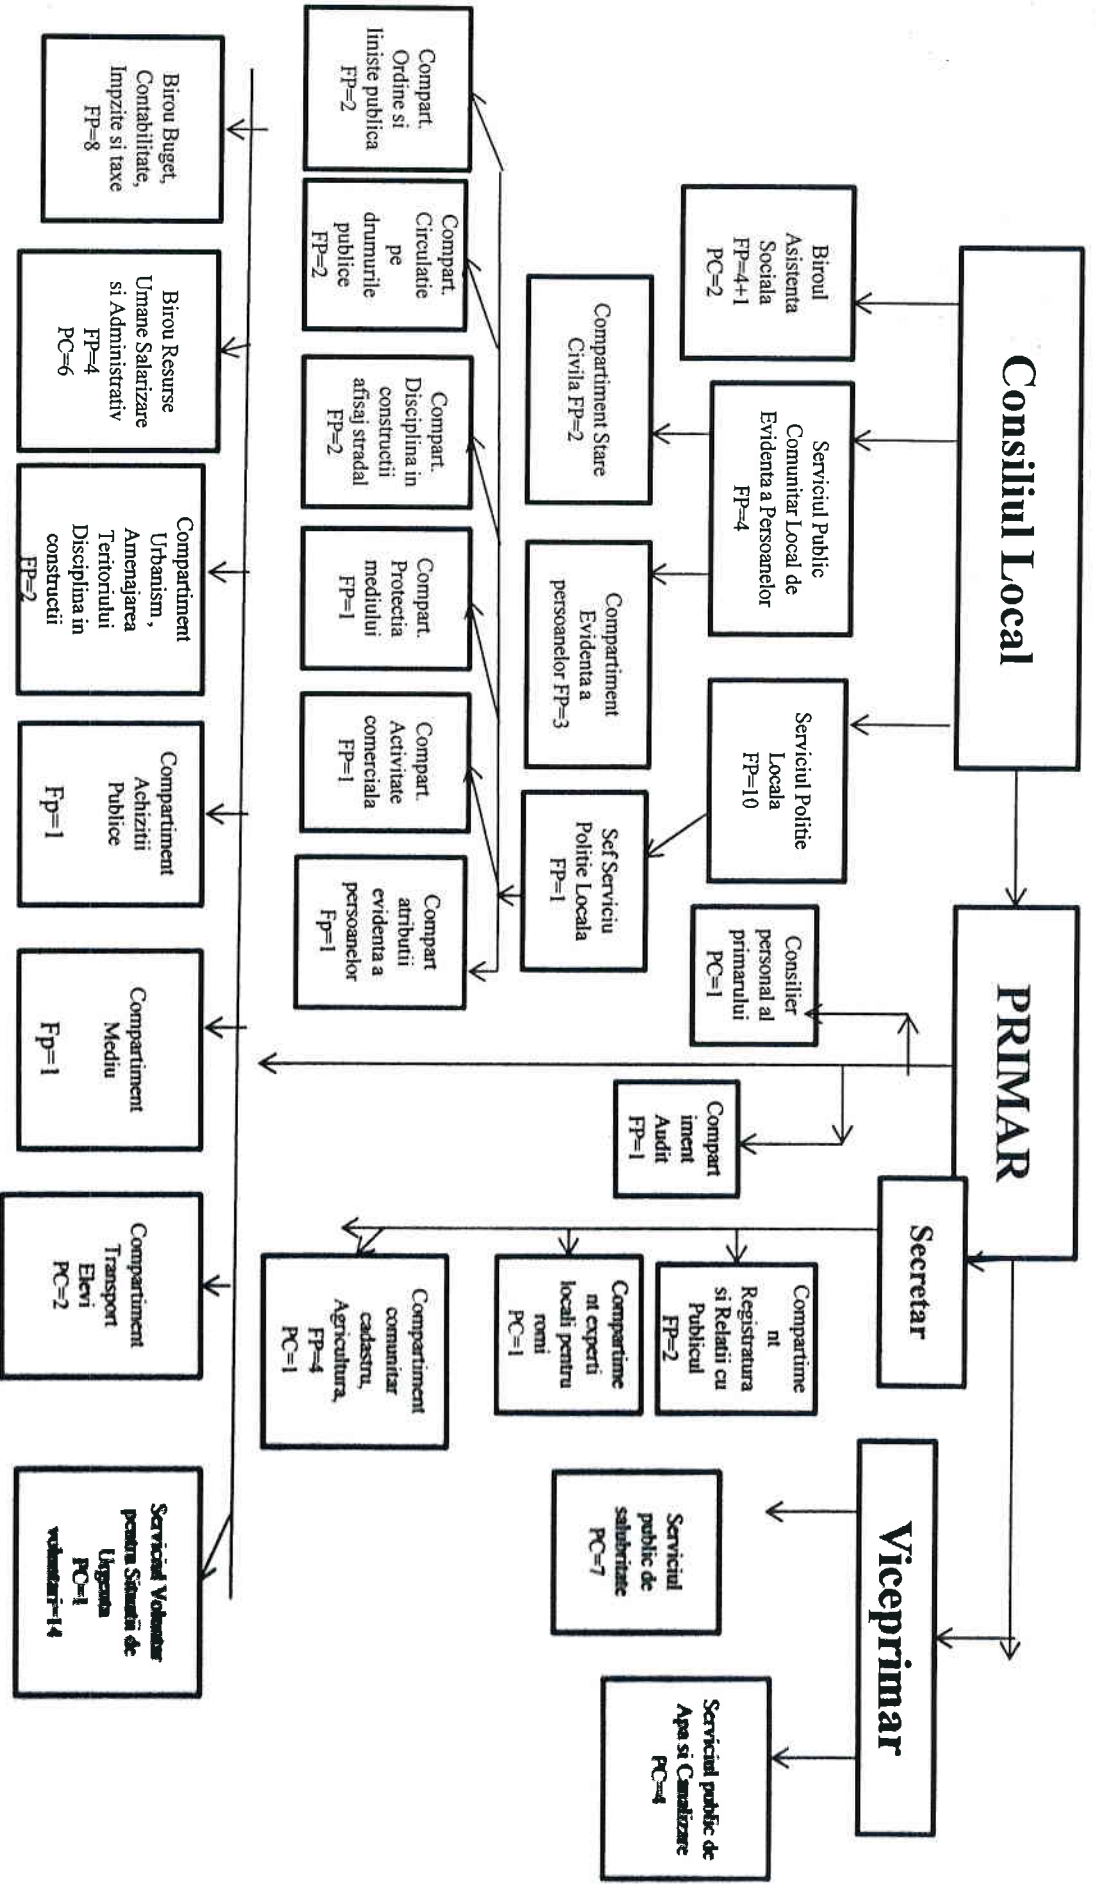 Consiliul Local
PRIMAR
Secretar
Viceprimar
Biroul
Asistenta
Sociala
FP=4+1
PC=2
Serviciul Public
Comunitar Local de
Evidenta a Persoanelor
FP=4
Serviciul Politie
Locala
FP=10
Consilier
personal al
primarului
PC=1
Compart
iment
Audit
FP=1
Compartime
nt
Registratura
si Relatii cu
Publicul
FP=2
Compartime
nt experti
locali pentru
romi
PC=1
Compartiment
comunitar
cadastru,
Agricultura,
FP=4
PC=1
Serviciul
public de
salubritate
PC=7
Serviciul public de
Apa si Canalizare
PC=4
Compartiment Stare
Civila FP=2
Compartiment
Evidenta a
persoanelor FP=3
Sef Serviciu
Politie Locala
FP=1
Compart.
Ordine si
liniste publica
FP=2
Compart.
Circulatie
pe
drumurile
publice
FP=2
Compart.
Disciplina in
constructii
afisaj stradal
FP=2
Compart.
Protectia
mediului
FP=1
Compart.
Activitate
comerciala
FP=1
Compart
atributii
evidenta a
persoanelor
Fp=1
Birou Buget,
Contabilitate,
Impzite si taxe
FP=8
Birou Resurse
Umane Salarizare
si Administrativ
FP=4
PC=6
Compartiment
Urbanism ,
Amenajarea
Teritoriului
Disciplina in
constructii
FP=2
Compartiment
Achizitii
Publice
Fp=1
Compartiment
Mediu
Fp=1
Compartiment
Transport
Elevi
PC=2
Serviciul Voluntar
pentru Situatii de
Urgenta
PC=1
voluntari=14